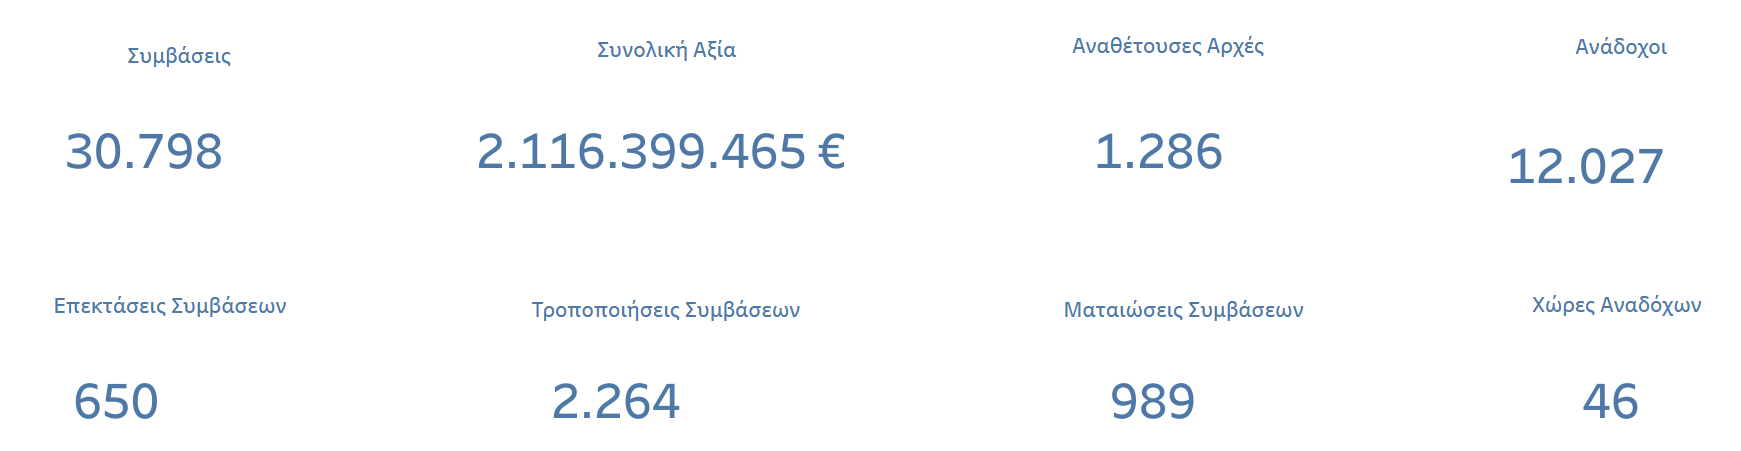 Συμβάσεις
Συνολική Αξία
Αναθέτουσες Αρχές
Ανάδοχοι
30.798
2.116.399.465 €
1.286
12.027
Επεκτάσεις Συμβάσεων
Τροποποιήσεις Συμβάσεων
Ματαιώσεις Συμβάσεων
Χώρες Αναδόχων
650
2.264
989
46